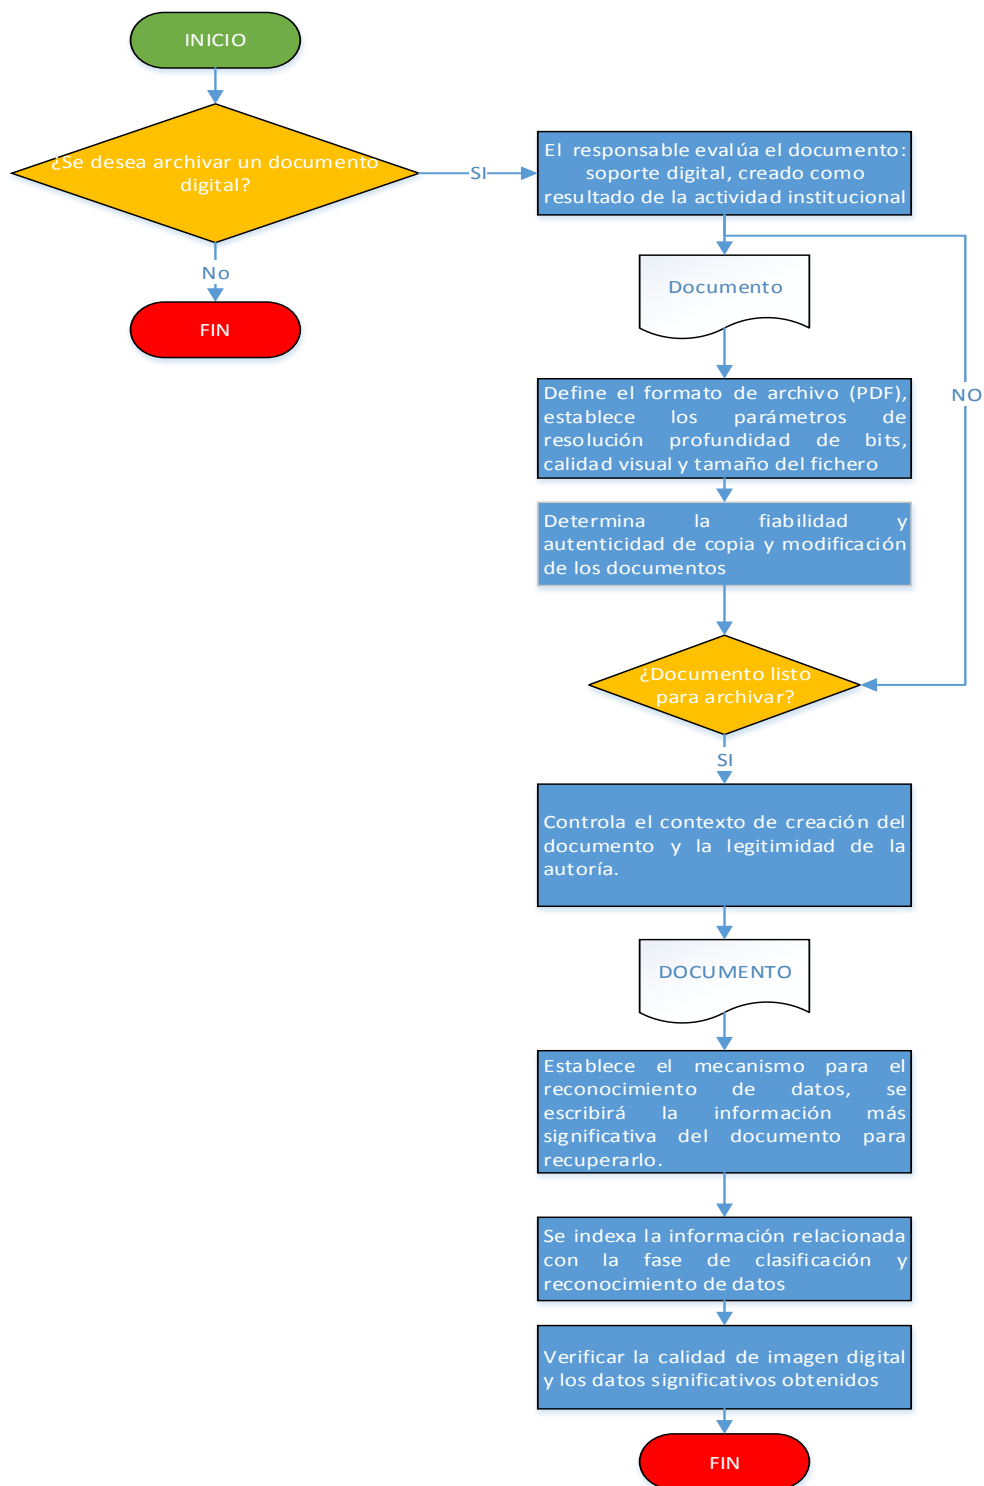 INICIO
¿Se desea archivar un documento
digital?
SI
No
FIN
El responsable evalúa el documento:
soporte digital, creado como
resultado de la actividad institucional
Documento
NO
Define el formato de archivo (PDF),
establece los parámetros de
resolución profundidad de bits,
calidad visual y tamaño del fichero
Determina la fiabilidad y
autenticidad de copia y modificación
de los documentos
¿Documento listo
para archivar?
SI
Controla el contexto de creación del
documento y la legitimidad de la
autoría.
DOCUMENTO
Establece el mecanismo para el
reconocimiento de datos, se
escribirá la información más
significativa del documento para
recuperarlo.
Se indexa la información relacionada
con la fase de clasificación y
reconocimiento de datos
Verificar la calidad de imagen digital
y los datos significativos obtenidos
FIN